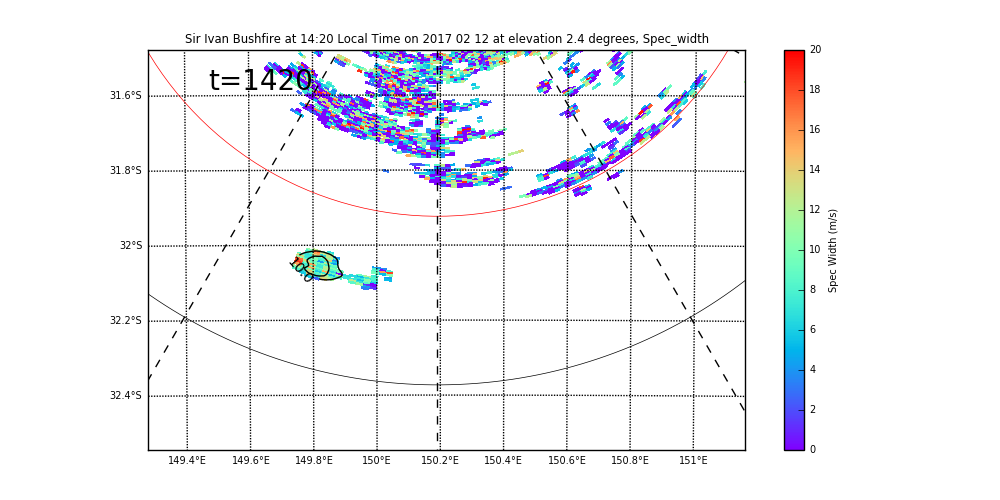 Sir Ivan Bushfire at 14:20 Local Time on 2017 02 12 at elevation 2.4 degrees, Spec_width
t=1420
31.6°S
31.8°S
32°S
32.2°S
32.4°S
149.4°E 149.6°E 149.8°E 150°E 150.2°E 150.4°E 150.6°E 150.8°E 151°E
20
18
16
14
12
10
8
6
4
2
0
Spec Width (m/s)